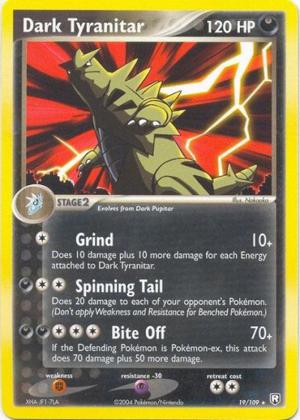 Dark Tyranitar 120 HP
Illus. Nakaoka
STAGE2
Evolves from Dark Pupitar
Grind 10+
Does 10 damage plus 10 more damage for each Energy
attached to Dark Tyranitar.
Spinning Tail
Does 20 damage to each of your opponent's Pokémon.
(Don't apply Weakness and Resistance for Benched Pokémon.)
Bite Off 70+
If the Defending Pokémon is Pokémon-ex, this attack
does 70 damage plus 50 more damage.
weakness resistance -30 retreat cost
©2004 Pokémon/Nintendo
19/109
R